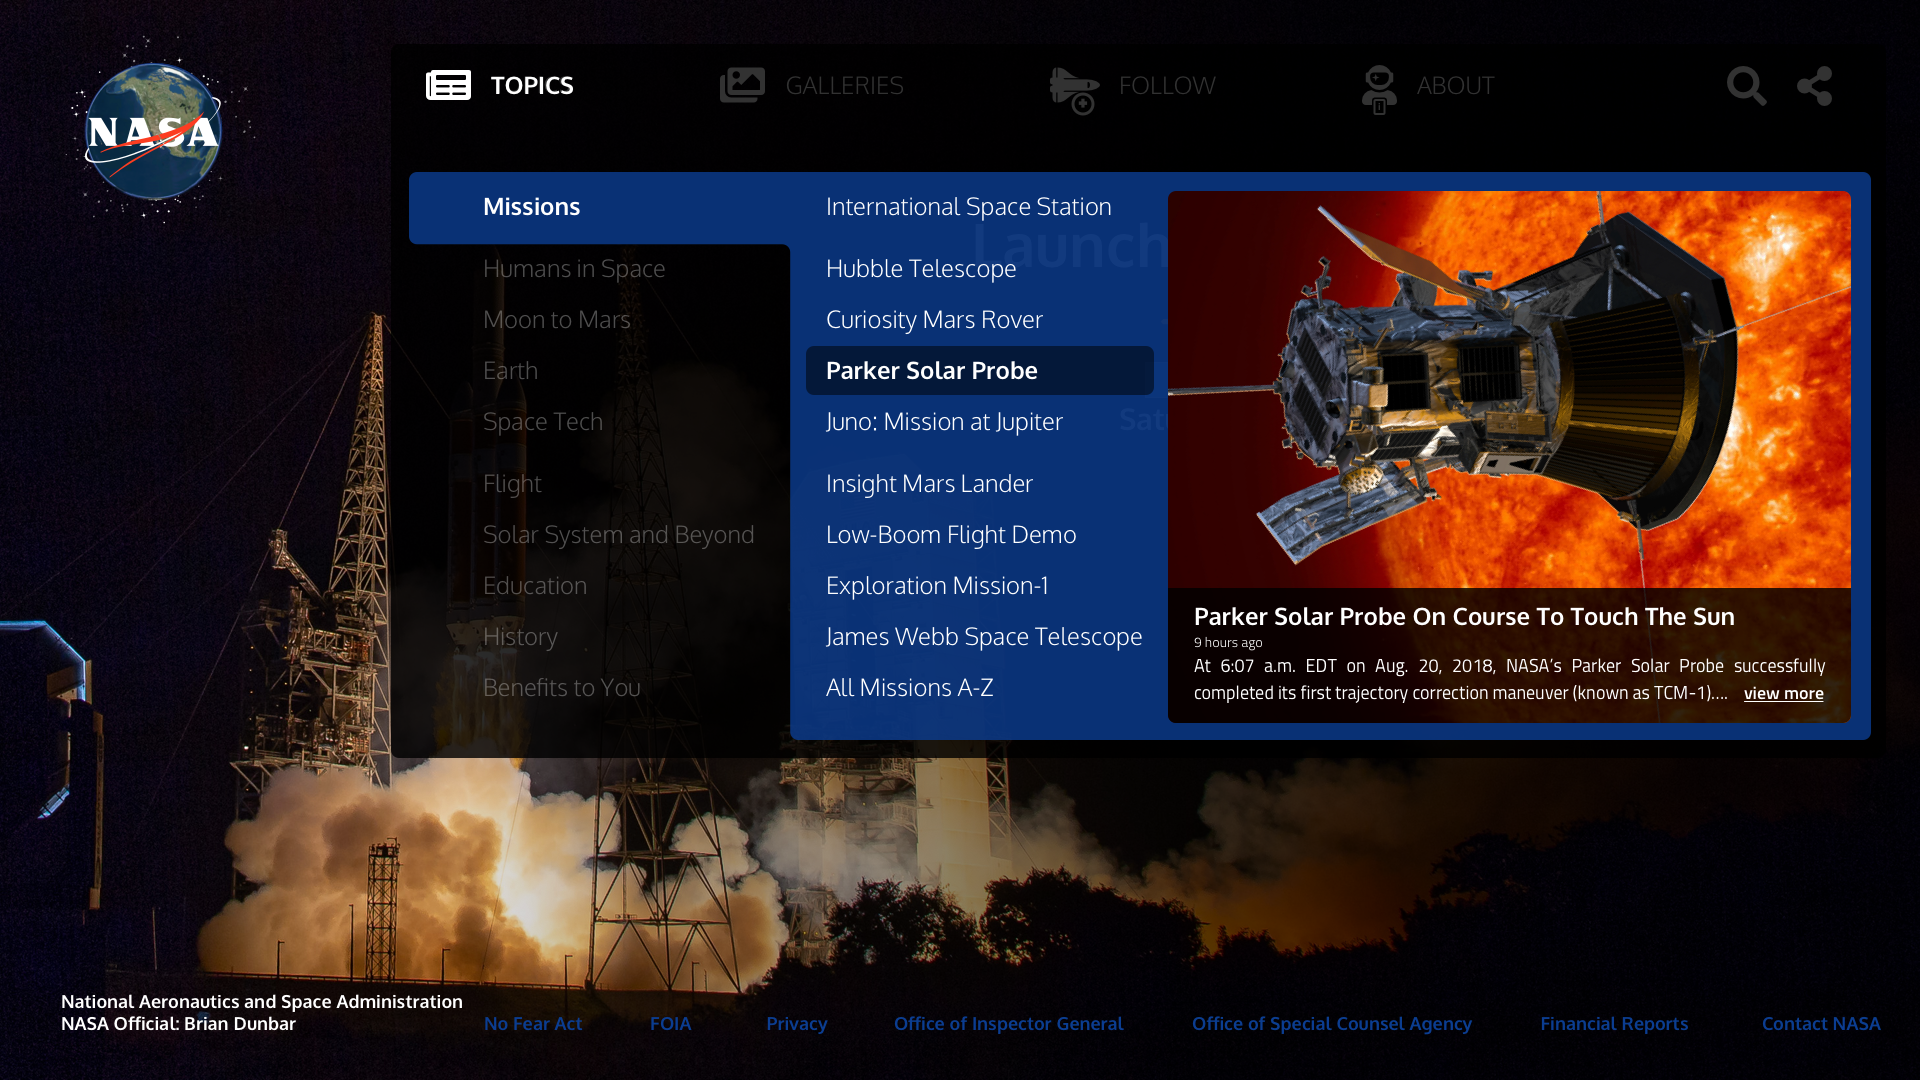 NASA
TOPICS
GALLERIES
FOLLOW
ABOUT
Missions
Humans in Space
Moon to Mars
Earth
Space Tech
Flight
Solar System and Beyond
Education
History
Benefits to You
International Space Station
Launch
Hubble Telescope
Curiosity Mars Rover
Parker Solar Probe
Juno: Mission at Jupiter
Insight Mars Lander
Low-Boom Flight Demo
Exploration Mission-1
James Webb Space Telescope
All Missions A-Z
Parker Solar Probe On Course To Touch The Sun
9 hours ago
At 6:07 a.m. EDT on Aug. 20, 2018, NASA’s Parker Solar Probe successfully
completed its first trajectory correction maneuver (known as TCM-1).... view more
National Aeronautics and Space Administration
NASA Official: Brian Dunbar
No Fear Act
FOIA
Privacy
Office of Inspector General
Office of Special Counsel Agency
Financial Reports
Contact NASA